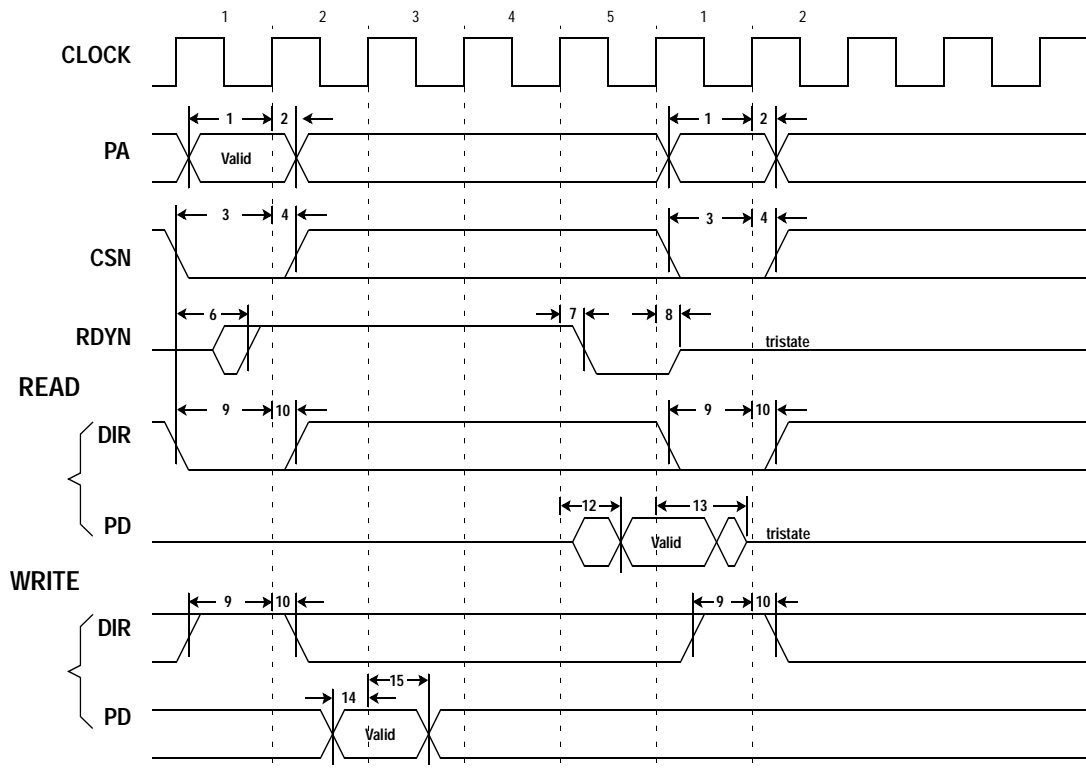 1 2 3 4 5 1 2
CLOCK
1 2 1 2
PA
Valid
3 4 3 4
CSN
6 7 8
RDYN
tristate
READ
9 10 9 10
DIR
12 13
PD
Valid
tristate
WRITE
9 10 9 10
DIR
15
14
PD
Valid